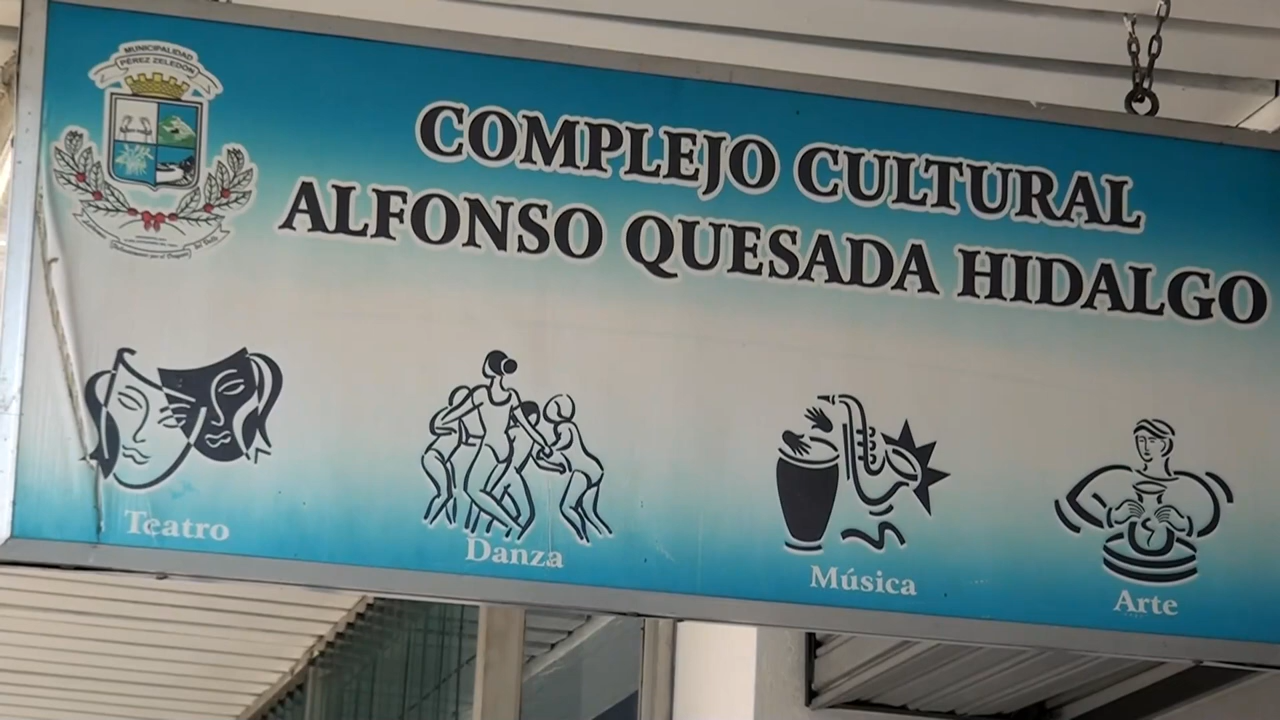 MUNICIPALIDAD
PÉREZ ZELEDÓN
COMPLEJO CULTURAL
ALFONSO QUESADA HIDALGO
Teatro
Danza
Música
Arte